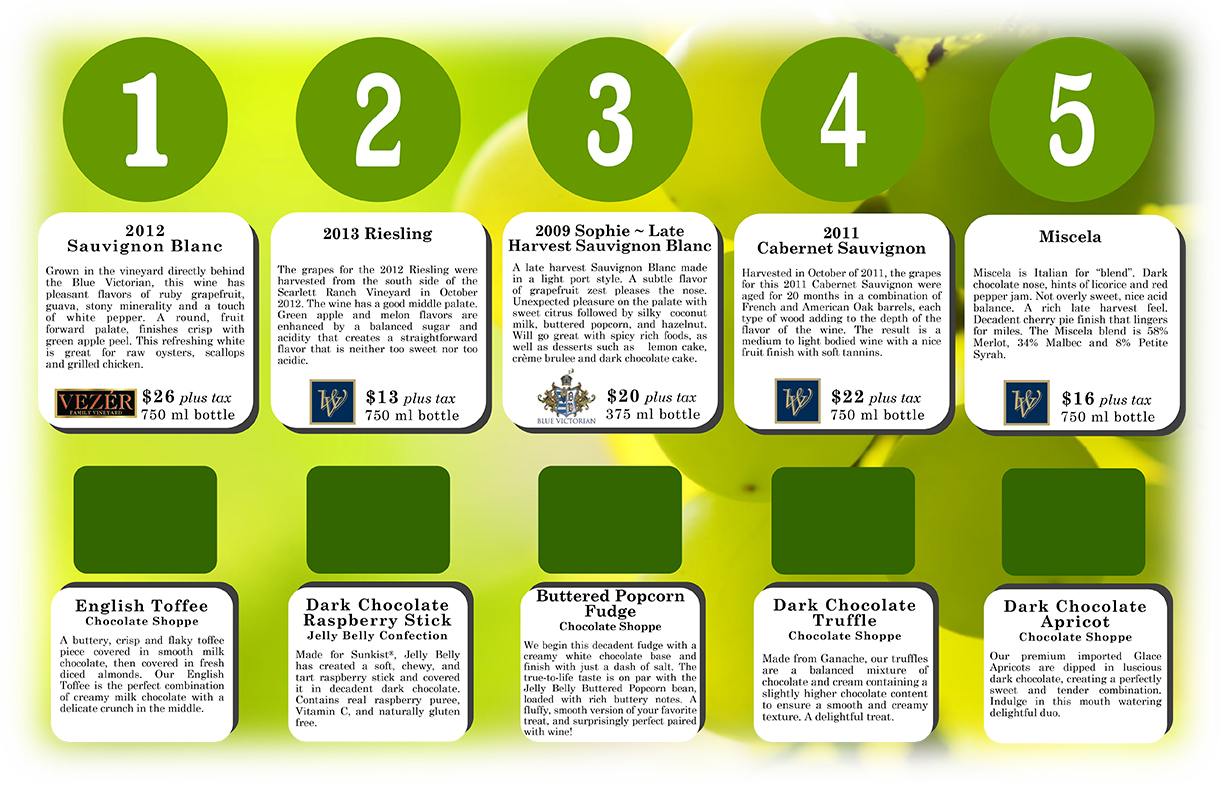 1
2
3
4
5
2012
Sauvignon Blanc
Grown in the vineyard directly behind
the Blue Victorian, this wine has
pleasant flavors of ruby grapefruit,
guava, stony minerality and a touch
of white pepper. A round, fruit
forward palate, finishes crisp with
green apple peel. This refreshing white
is great for raw oysters, scallops
and grilled chicken.
VEZÉR
FAMILY VINEYARD
$26 plus tax
750 ml bottle
2013 Riesling
The grapes for the 2012 Riesling were
harvested from the south side of the
Scarlett Ranch Vineyard in October
2012. The wine has a good middle palate.
Green apple and melon flavors are
enhanced by a balanced sugar and
acidity that creates a straightforward
flavor that is neither too sweet nor too
acidic.
$13 plus tax
750 ml bottle
2009 Sophie ~ Late
Harvest Sauvignon Blanc
A late harvest Sauvignon Blanc made
in a light port style. A subtle flavor
of grapefruit zest pleases the nose.
Unexpected pleasure on the palate with
sweet citrus followed by silky coconut
milk, buttered popcorn, and hazelnut.
Will go great with spicy rich foods, as
well as desserts such as lemon cake,
crème brulee and dark chocolate cake.
BLUE VICTORIAN
$20 plus tax
375 ml bottle
2011
Cabernet Sauvignon
Harvested in October of 2011, the grapes
for this 2011 Cabernet Sauvignon were
aged for 20 months in a combination of
French and American Oak barrels, each
type of wood adding to the depth of the
flavor of the wine. The result is a
medium to light bodied wine with a nice
fruit finish with soft tannins.
$22 plus tax
750 ml bottle
Miscela
Miscela is Italian for “blend”. Dark
chocolate nose, hints of licorice and red
pepper jam. Not overly sweet, nice acid
balance. A rich late harvest feel.
Decadent cherry pie finish that lingers
for miles. The Miscela blend is 58%
Merlot, 34% Malbec and 8% Petite
Syrah.
$16 plus tax
750 ml bottle
English Toffee
Chocolate Shoppe
A buttery, crisp and flaky toffee
piece covered in smooth milk
chocolate, then covered in fresh
diced almonds. Our English
Toffee is the perfect combination
of creamy milk chocolate with a
delicate crunch in the middle.
Dark Chocolate
Raspberry Stick
Jelly Belly Confection
Made for Sunkist®, Jelly Belly
has created a soft, chewy, and
tart raspberry stick and covered
it in decadent dark chocolate.
Contains real raspberry puree,
Vitamin C, and naturally gluten
free.
Buttered Popcorn
Fudge
Chocolate Shoppe
We begin this decadent fudge with a
creamy white chocolate base and
finish with just a dash of salt. The
true-to-life taste is on par with the
Jelly Belly Buttered Popcorn bean,
loaded with rich buttery notes. A
fluffy, smooth version of your favorite
treat, and surprisingly perfect paired
with wine!
Dark Chocolate
Truffle
Chocolate Shoppe
Made from Ganache, our truffles
are a balanced mixture of
chocolate and cream containing a
slightly higher chocolate content
to ensure a smooth and creamy
texture. A delightful treat.
Dark Chocolate
Apricot
Chocolate Shoppe
Our premium imported Glace
Apricots are dipped in luscious
dark chocolate, creating a perfectly
sweet and tender combination.
Indulge in this mouth watering
delightful duo.